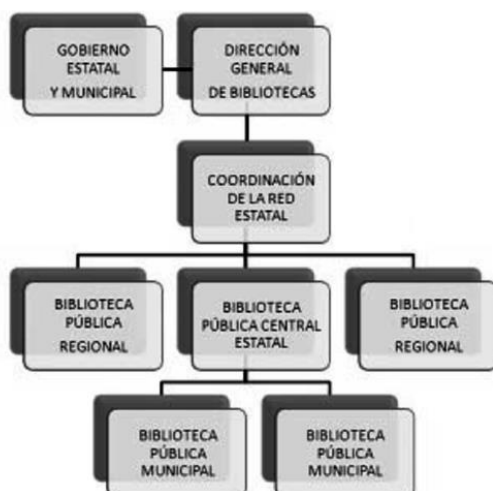 GOBIERNO
ESTATAL
Y MUNICIPAL
DIRECCIÓN
GENERAL
DE BIBLIOTECAS
COORDINACIÓN
DE LA RED
ESTATAL
BIBLIOTECA
PÚBLICA
REGIONAL
BIBLIOTECA
PÚBLICA CENTRAL
ESTATAL
BIBLIOTECA
PÚBLICA
REGIONAL
BIBLIOTECA
PÚBLICA
MUNICIPAL
BIBLIOTECA
PÚBLICA
MUNICIPAL